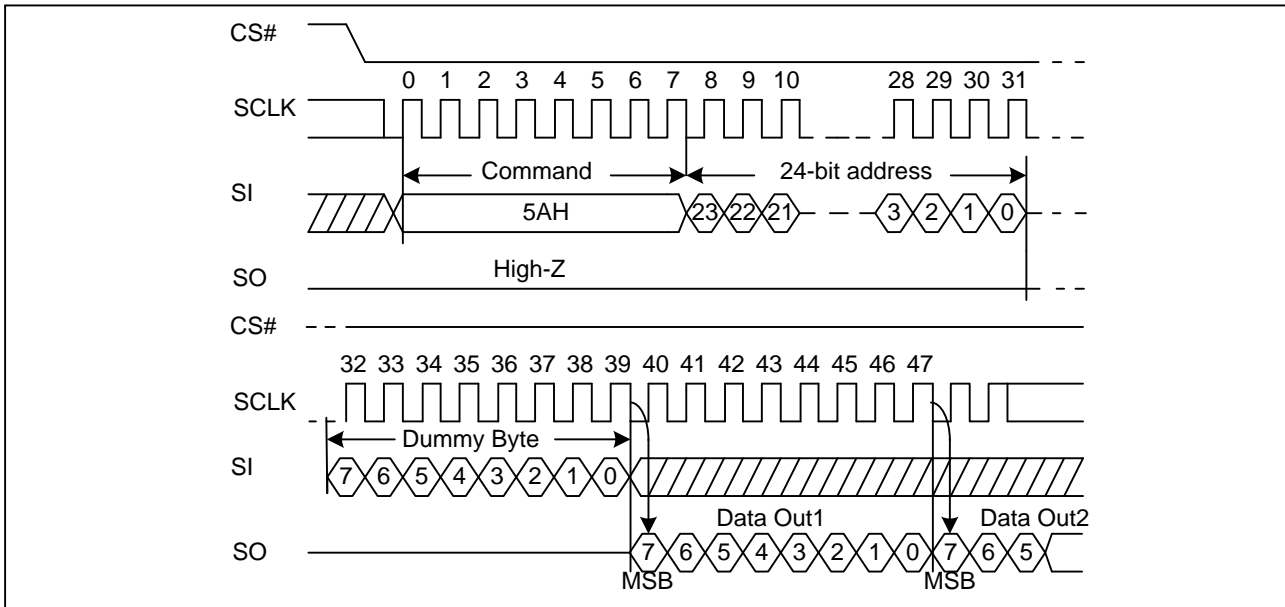 CS#
0 1 2 3 4 5 6 7 8 9 10 28 29 30 31
SCLK
Command 24-bit address
SI
5AH 23 22 21 3 2 1 0
High-Z
SO
CS#
32 33 34 35 36 37 38 39 40 41 42 43 44 45 46 47
SCLK
Dummy Byte
SI
7 6 5 4 3 2 1 0
Data Out1 Data Out2
SO
7 6 5 4 3 2 1 0 7 6 5
MSB MSB